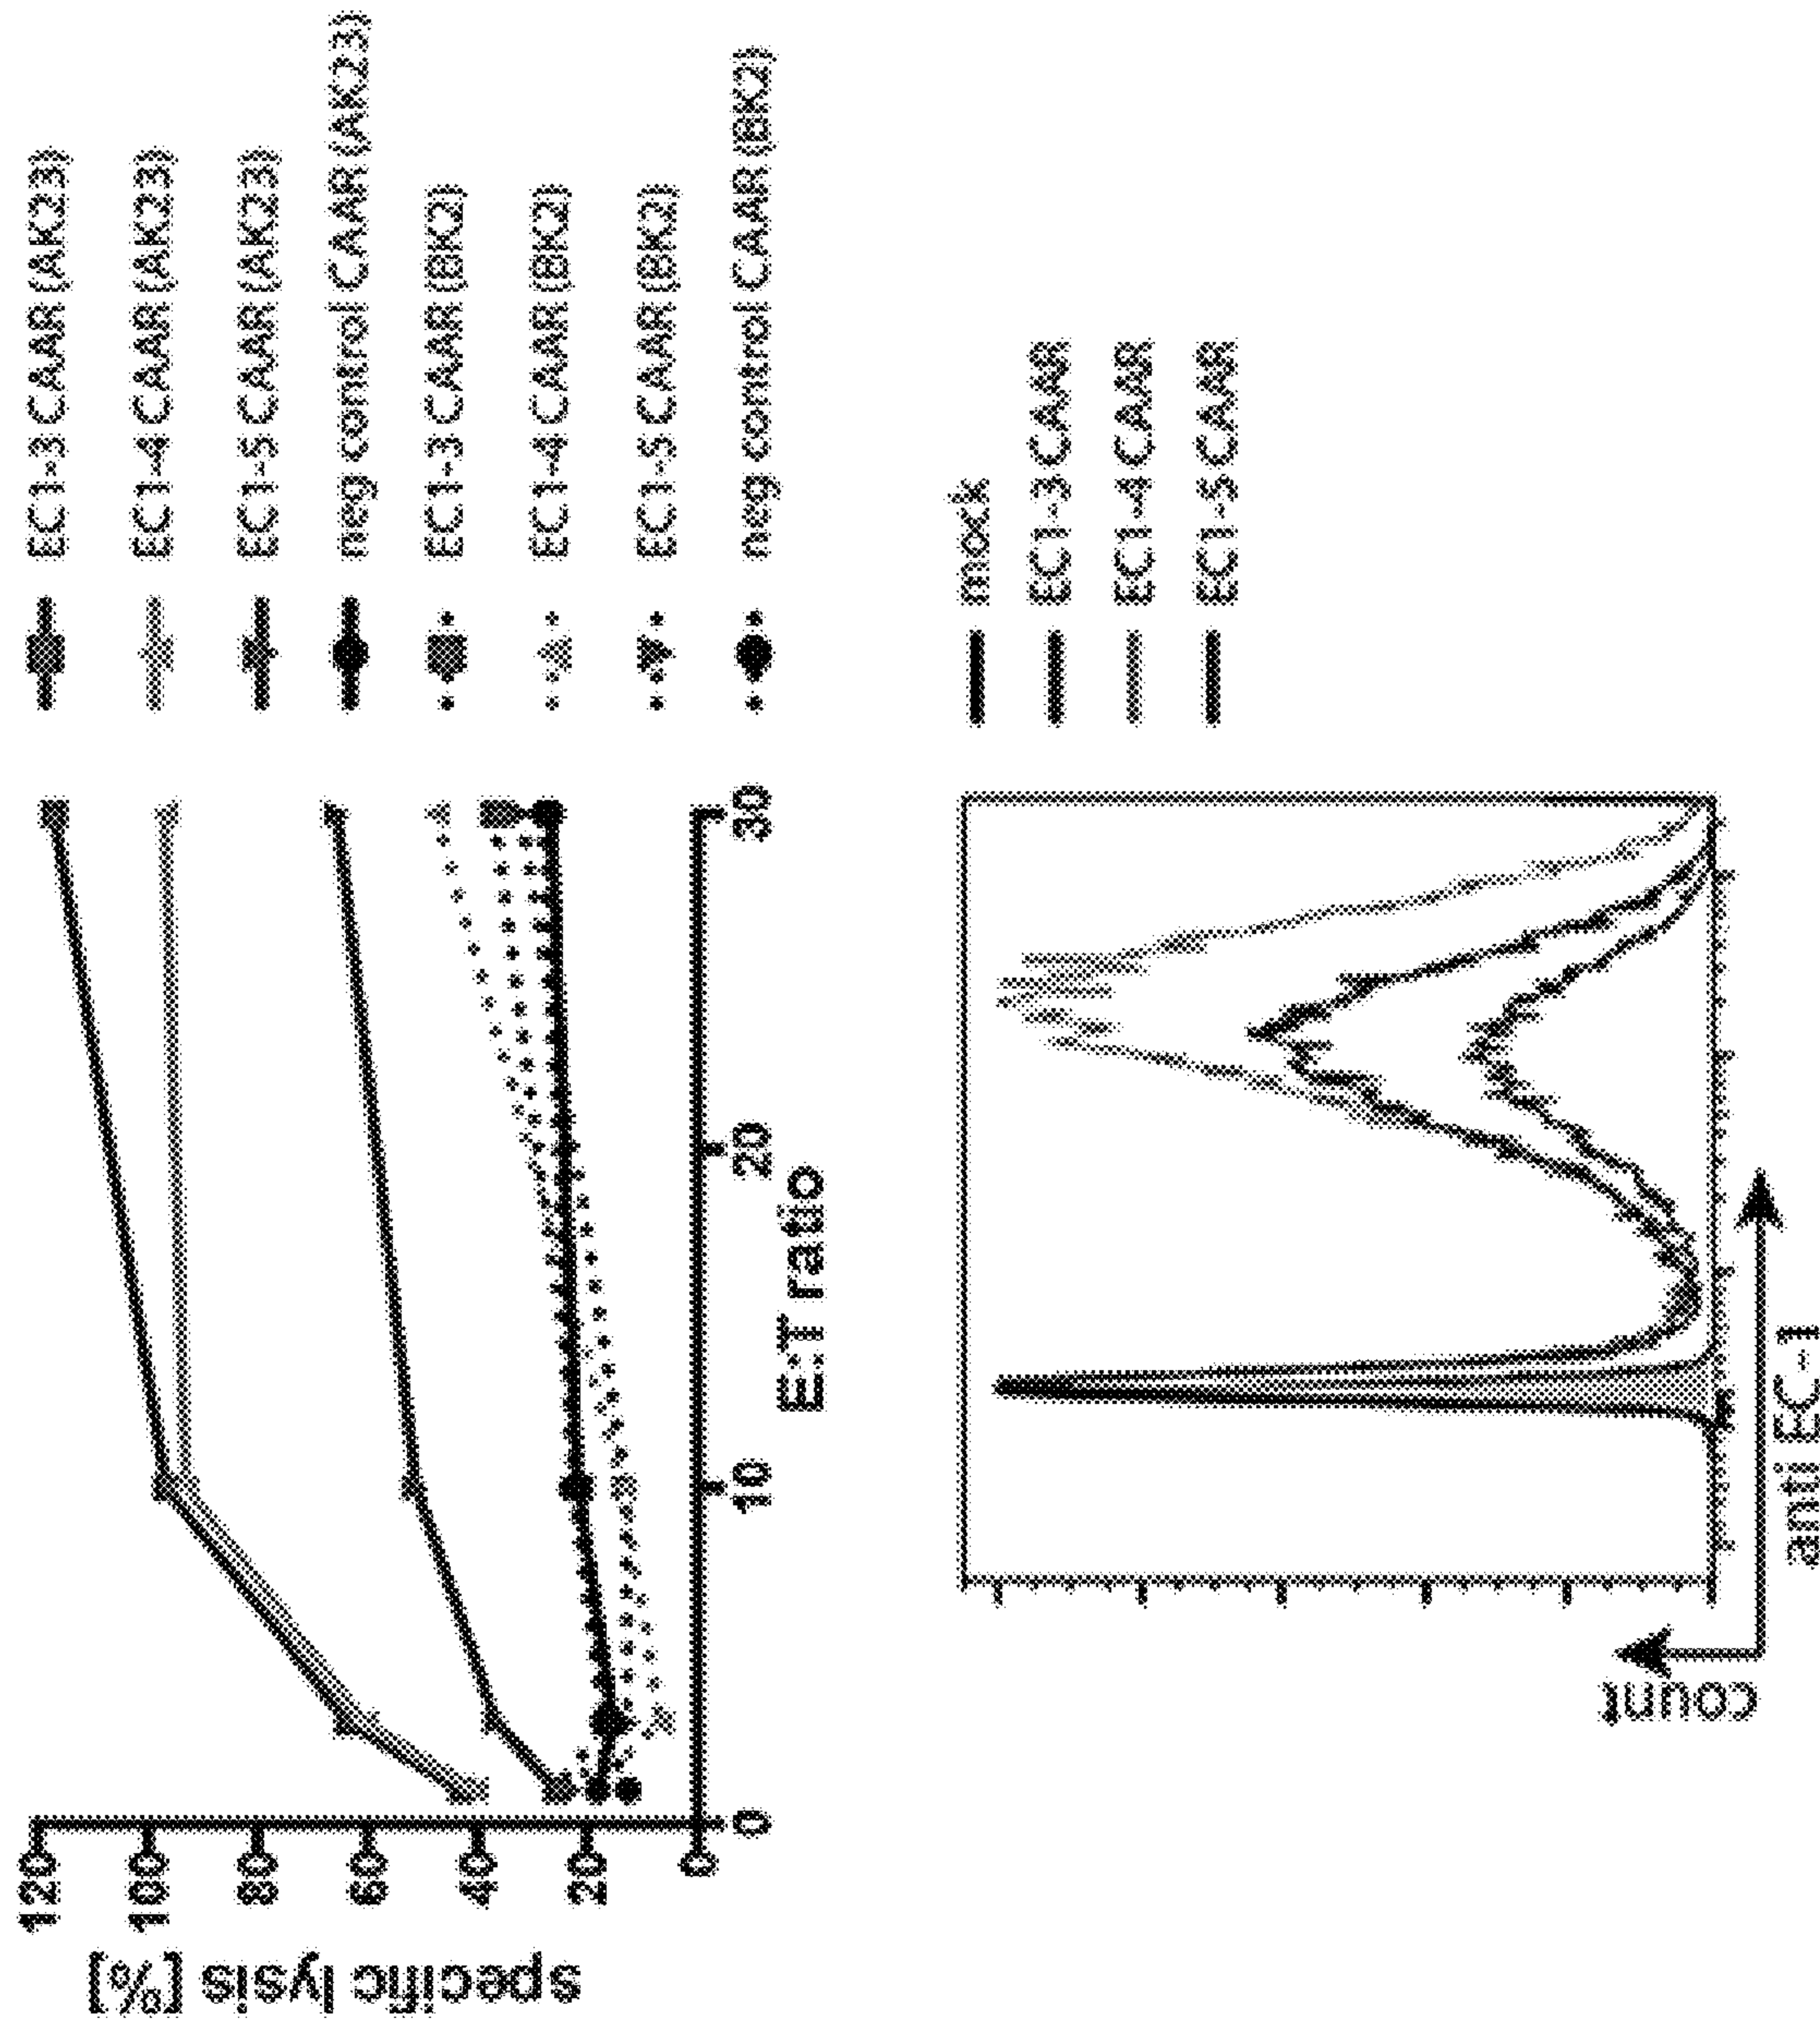 specific lysis [%]
120
100
80
60
40
20
0
0
10
20
30
E:T ratio
EC1-3 CAAR (AK23)
EC1-4 CAAR (AK23)
EC1-5 CAAR (AK23)
neg control CAAR (AK23)
EC1-3 CAAR (BK2)
EC1-4 CAAR (BK2)
EC1-5 CAAR (BK2)
neg control CAAR (BK2)
count
anti EC-1
mock
EC1-3 CAAR
EC1-4 CAAR
EC1-5 CAAR